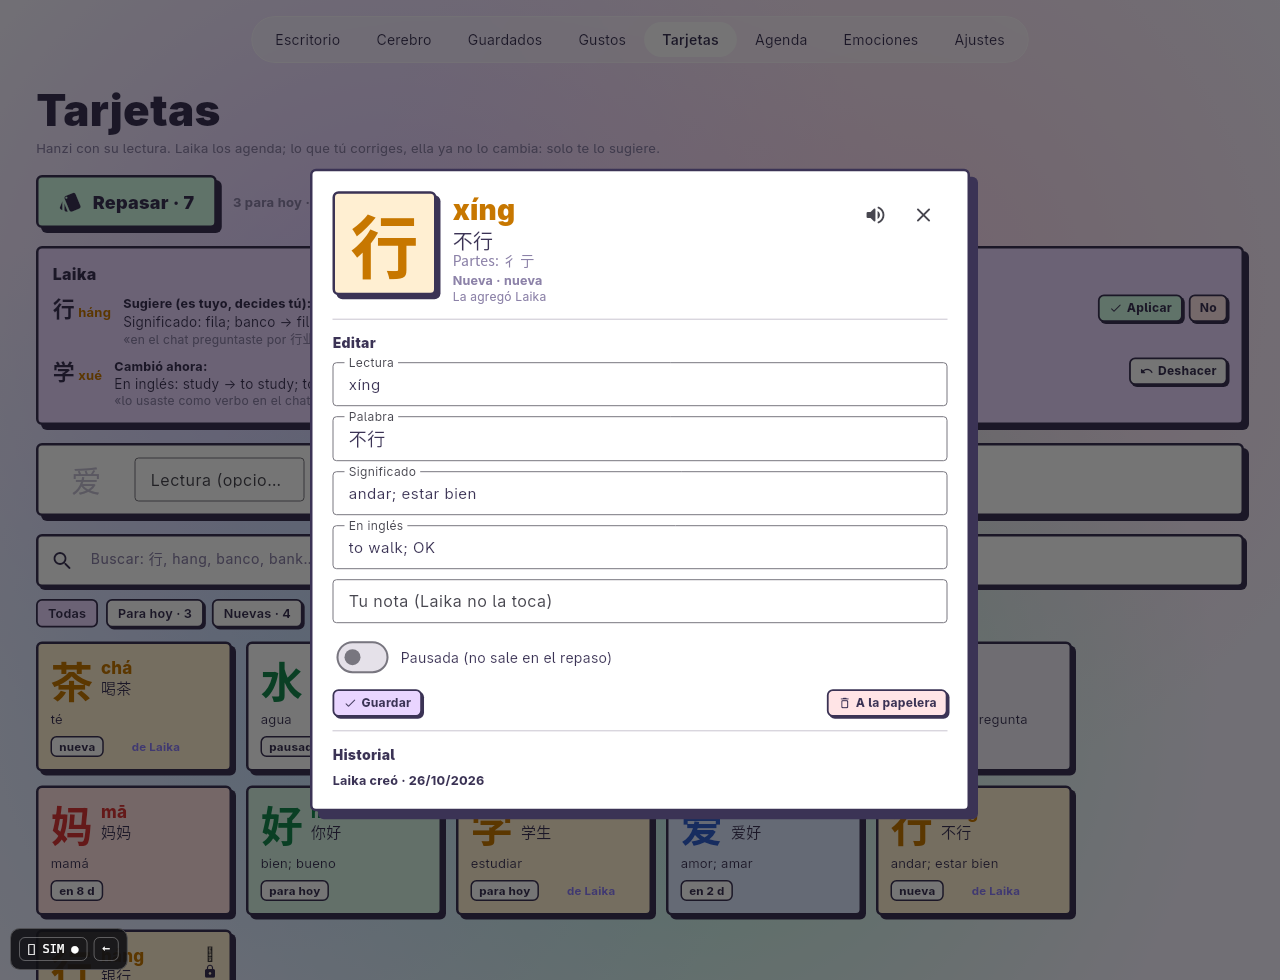 Escritorio Cerebro Guardados Gustos Tarjetas Agenda Emociones Ajustes
Tarjetas
Hanzi con su lectura. Laika los agenda; lo que tú corriges, ella ya no lo cambia: solo te lo sugiere.
Repasar · 7
3 para hoy ·
Laika
行 háng
Sugiere (es tuyo, decides tú):
Significado: fila; banco → fil
«en el chat preguntaste por 行业
Aplicar
No
学 xué
Cambió ahora:
En inglés: study → to study; to
«lo usaste como verbo en el chat
Deshacer
爱
Lectura (opcio...
Buscar: 行, hang, banco, bank...
Todas
Para hoy · 3
Nuevas · 4
行
xíng
不行
Partes: 彳 亍
Nueva · nueva
La agregó Laika
Editar
Lectura
xíng
Palabra
不行
Significado
andar; estar bien
En inglés
to walk; OK
Tu nota (Laika no la toca)
Pausada (no sale en el repaso)
Guardar
A la papelera
Historial
Laika creó · 26/10/2026
茶 chá
喝茶
té
nueva
de Laika
水
agua
regunta
妈 mā
妈妈
mamá
en 8 d
好
你好
bien; bueno
para hoy
学
学生
estudiar
para hoy
de Laika
爱
爱好
amor; amar
en 2 d
行
不行
andar; estar bien
nueva
de Laika
银行
SIM ● ←